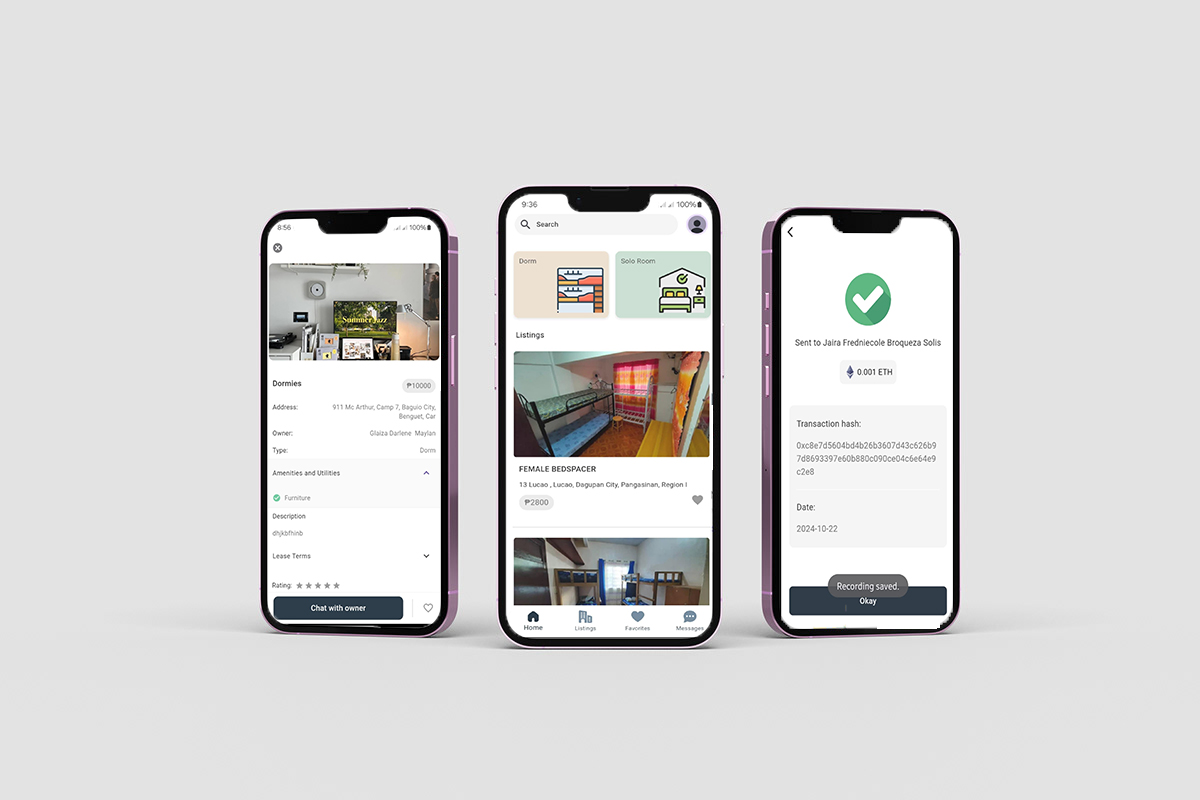 8:56
100%
Summer Jazz
Dormies
₱10000
Address:
911 Mc Arthur, Camp 7, Baguio City,
Benguet, Car
Owner:
Glaiza Darlene Maylan
Type:
Dorm
Amenities and Utilities
Furniture
Description
dhjkbfhinb
Lease Terms
Rating:
Chat with owner
9:36
100%
Search
Dorm
Solo Room
Listings
FEMALE BEDSPACER
13 Lucao , Lucao, Dagupan City, Pangasinan, Region I
₱2800
Home
Listings
Favorites
Messages
Sent to Jaira Fredniecole Broqueza Solis
0.001 ETH
Transaction hash:
0xc8e7d5604bd4b26b3607d43c626b9
7d8693397e60b880c090ce04c6e64e9
c2e8
Date:
2024-10-22
Recording saved.
Okay